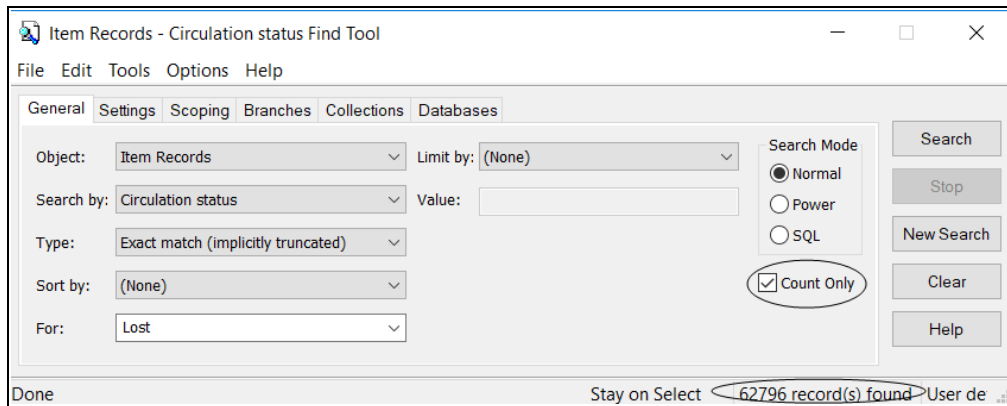 Item Records - Circulation status Find Tool
File Edit Tools Options Help
General Settings Scoping Branches Collections Databases
Object: Item Records Limit by: (None) Search Mode Search
Search by: Circulation status Value: Normal Stop
Power
Type: Exact match (implicitly truncated) SQL New Search
Sort by: (None) Count Only Clear
For: Lost Help
Done Stay on Select 62796 record(s) found User de